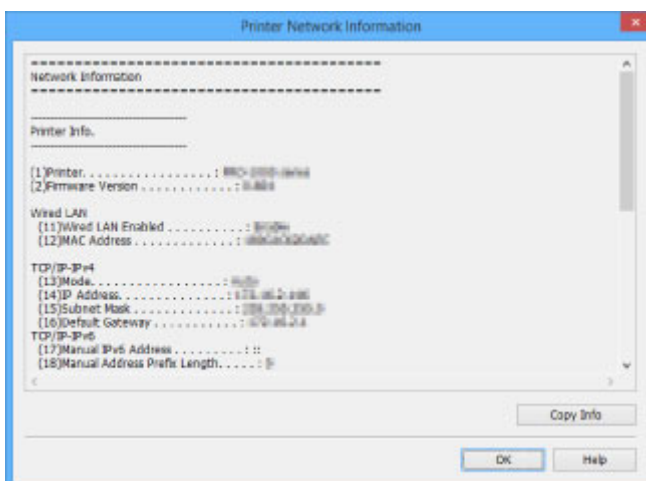 Printer Network Information
Network Information
Printer Info.
(1)Printer. . . . . . . . . . . . . . . . . :
(2)Firmware Version . . . . . . . . . . . . :
Wired LAN
(11)Wired LAN Enabled . . . . . . . . . . :
(12)MAC Address . . . . . . . . . . . . . :
TCP/IP-IPv4
(13)Mode. . . . . . . . . . . . . . . . . :
(14)IP Address. . . . . . . . . . . . . . :
(15)Subnet Mask . . . . . . . . . . . . . :
(16)Default Gateway . . . . . . . . . . . :
TCP/IP-IPv6
(17)Manual IPv6 Address . . . . . . . . . : ::
(18)Manual Address Prefix Length. . . . . :
Copy Info
OK Help